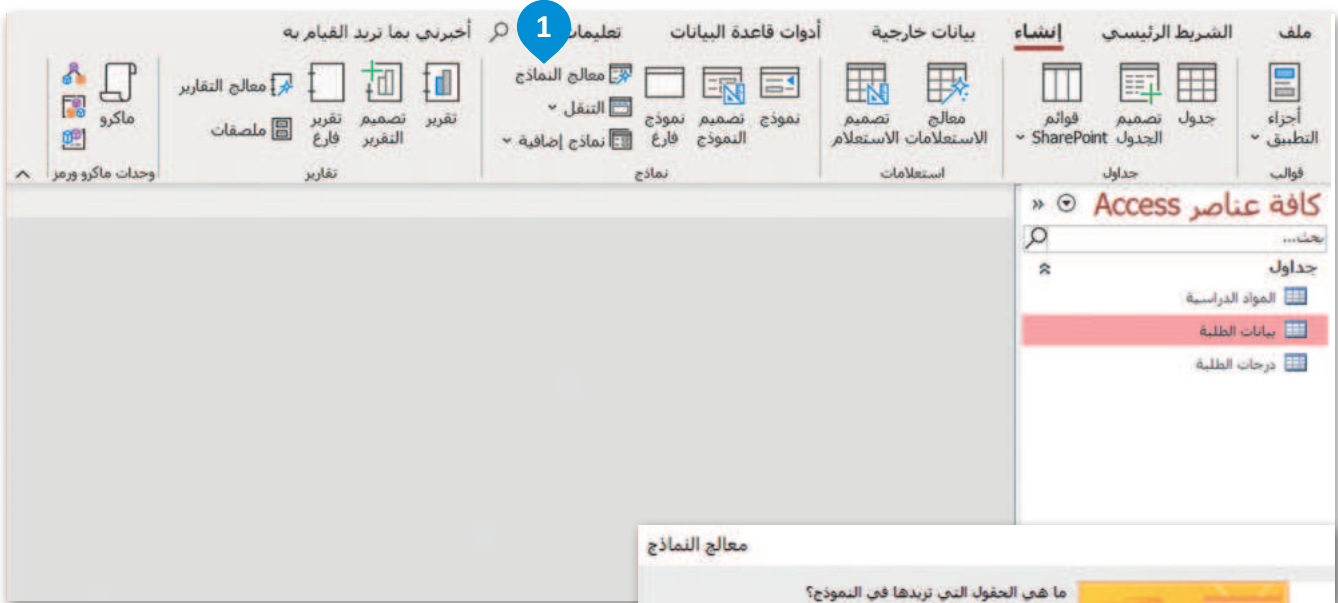 ملف الشريط الرئيسي إنشاء بيانات خارجية أدوات قاعدة البيانات تعليمات أخبرني بما تريد القيام به
1
أجزاء التطبيق
قوالب
جدول
تصميم الجدول
قوائم SharePoint
جداول
معالج الاستعلامات
تصميم الاستعلام
استعلامات
نموذج
تصميم النموذج
نموذج فارغ
معالج النماذج
التنقل
نماذج إضافية
نماذج
تقرير
تصميم التقرير
تقرير فارغ
معالج التقارير
ملصقات
تقارير
ماكرو
وحدات ماكرو ورمز
كافة عناصر Access
بحث...
جداول
المواد الدراسية
بيانات الطلبة
درجات الطلبة
معالج النماذج
ما هي الحقول التي تريدها في النموذج؟